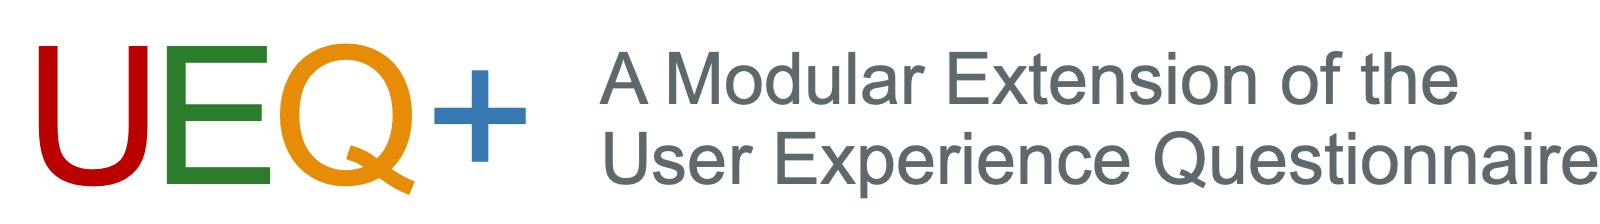 UEQ+
A Modular Extension of the
User Experience Questionnaire